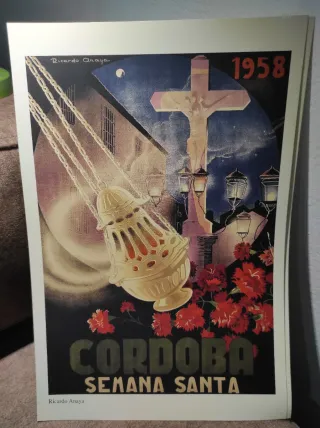 Ricardo Anaya
1958
CORDOBA
SEMANA SANTA
Ricardo Anaya